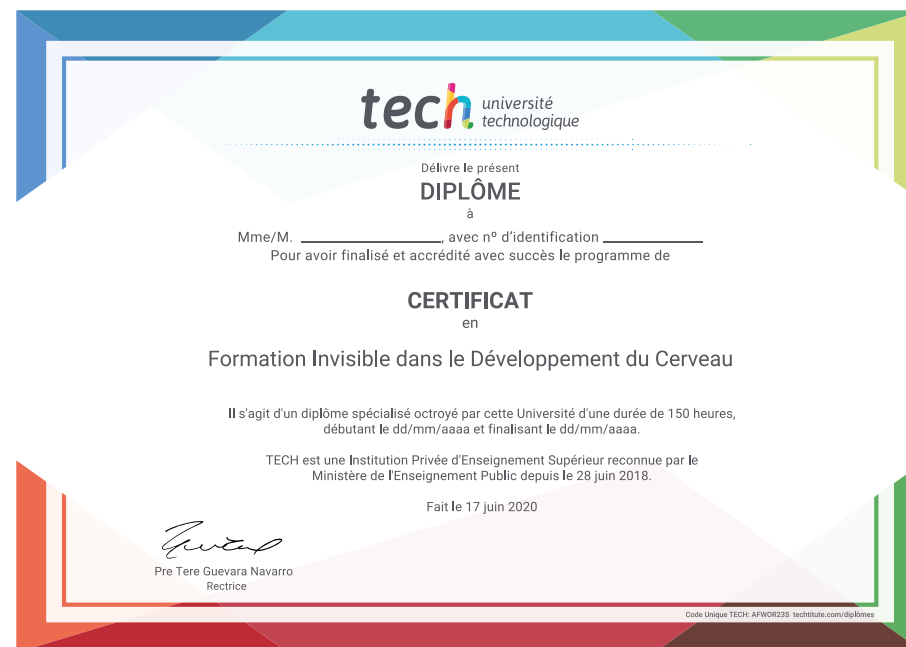 tech université
technologique
Délivre le présent
DIPLÔME
à
Mme/M. ____________________, avec nº d'identification ______________
Pour avoir finalisé et accrédité avec succès le programme de
CERTIFICAT
en
Formation Invisible dans le Développement du Cerveau
Il s'agit d'un diplôme spécialisé octroyé par cette Université d'une durée de 150 heures,
débutant le dd/mm/aaaa et finalisant le dd/mm/aaaa.
TECH est une Institution Privée d'Enseignement Supérieur reconnue par le
Ministère de l'Enseignement Public depuis le 28 juin 2018.
Fait le 17 juin 2020
Pre Tere Guevara Navarro
Rectrice
Code Unique TECH: AFWOR23S techtitute.com/diplômes